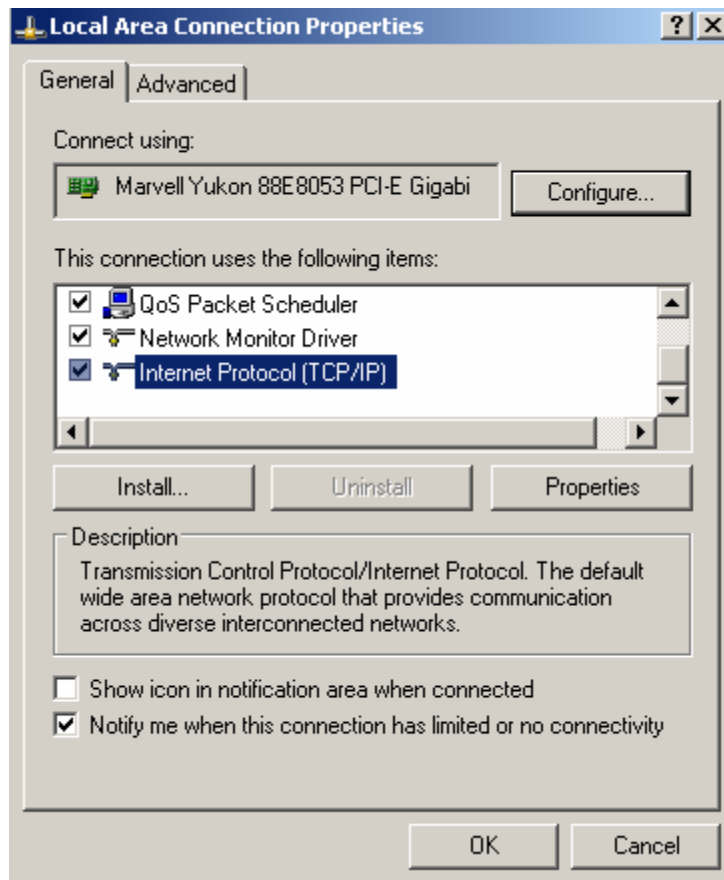 Local Area Connection Properties
General
Advanced
Connect using:
Marvell Yukon 88E8053 PCI-E Gigabi
Configure...
This connection uses the following items:
QoS Packet Scheduler
Network Monitor Driver
Internet Protocol (TCP/IP)
Install...
Uninstall
Properties
Description
Transmission Control Protocol/Internet Protocol. The default
wide area network protocol that provides communication
across diverse interconnected networks.
Show icon in notification area when connected
Notify me when this connection has limited or no connectivity
OK
Cancel